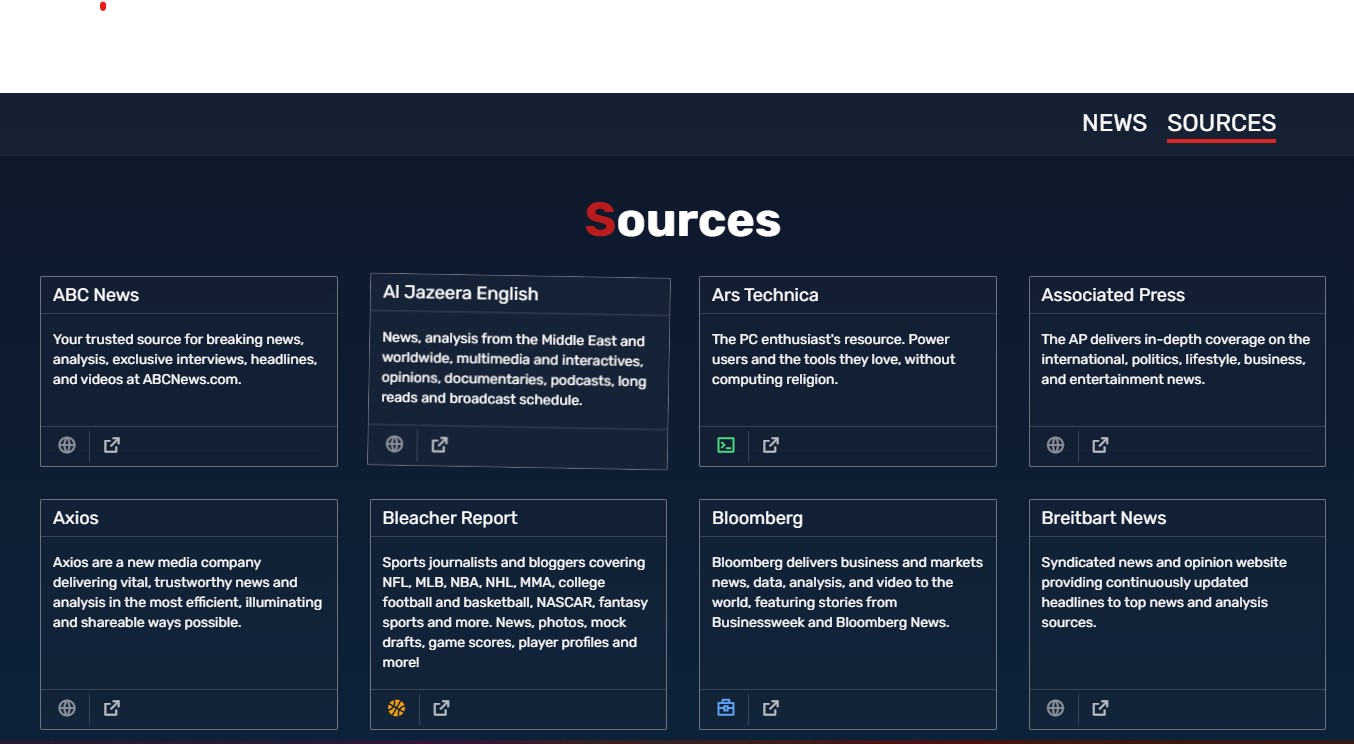 NEWS SOURCES
Sources
ABC News
Your trusted source for breaking news,
analysis, exclusive interviews, headlines,
and videos at ABCNews.com.
Al Jazeera English
News, analysis from the Middle East and
worldwide, multimedia and interactives,
opinions, documentaries, podcasts, long
reads and broadcast schedule.
Ars Technica
The PC enthusiast's resource. Power
users and the tools they love, without
computing religion.
Associated Press
The AP delivers in-depth coverage on the
international, politics, lifestyle, business,
and entertainment news.
Axios
Axios are a new media company
delivering vital, trustworthy news and
analysis in the most efficient, illuminating
and shareable ways possible.
Bleacher Report
Sports journalists and bloggers covering
NFL, MLB, NBA, NHL, MMA, college
football and basketball, NASCAR, fantasy
sports and more. News, photos, mock
drafts, game scores, player profiles and
more!
Bloomberg
Bloomberg delivers business and markets
news, data, analysis, and video to the
world, featuring stories from
Businessweek and Bloomberg News.
Breitbart News
Syndicated news and opinion website
providing continuously updated
headlines to top news and analysis
sources.